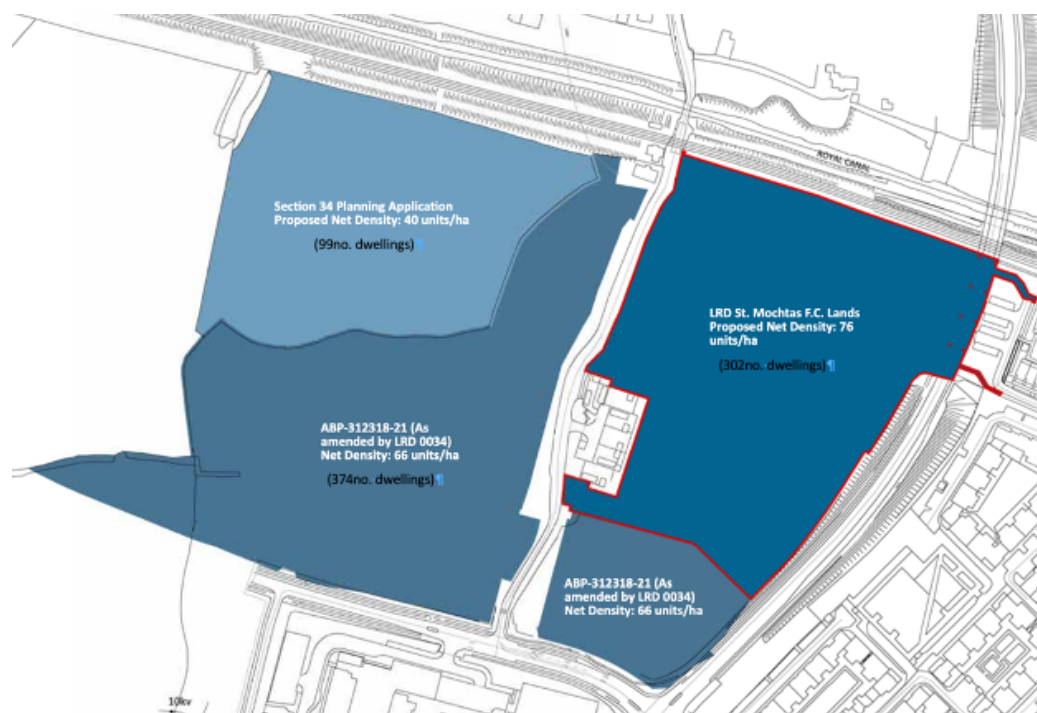 ROYAL CANAL
Section 34 Planning Application
Proposed Net Density: 40 units/ha
(99no. dwellings)¶
LRD St. Mochtas F.C. Lands
Proposed Net Density: 76
units/ha
(302no. dwellings)¶
ABP-312318-21 (As
amended by LRD 0034)
Net Density: 66 units/ha
(374no. dwellings)¶
ABP-312318-21 (As
amended by LRD 0034)
Net Density: 66 units/ha
10kv